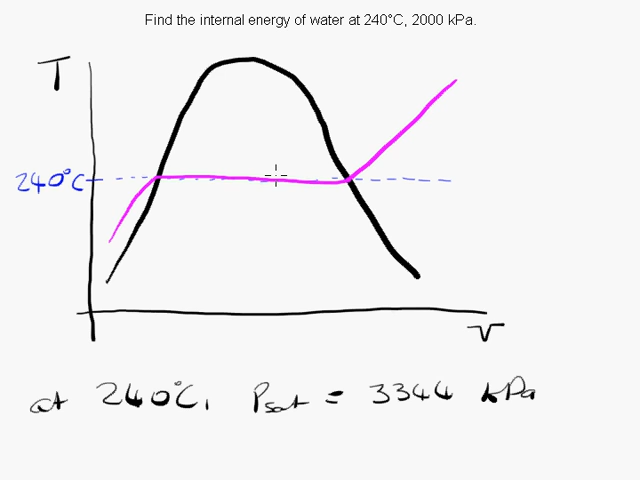 Find the internal energy of water at 240°C, 2000 kPa.
T
240°C
v
at 240°C, Psat = 3344 kPa